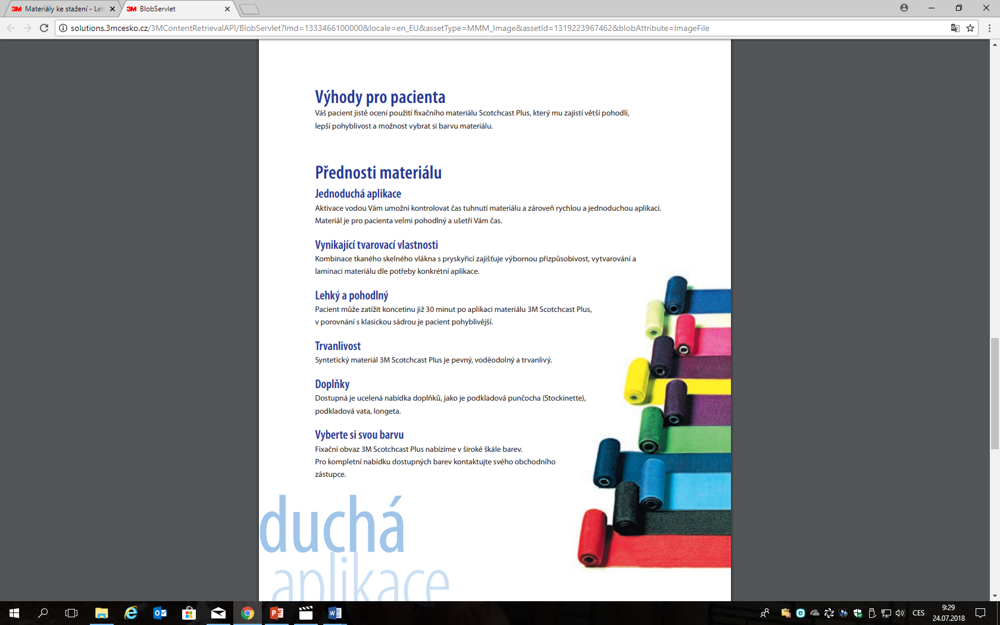 3M Materiály ke stažení - Leh
3M BlobServlet
solutions.3mcesko.cz/3MContentRetrievalAPI/BlobServlet?lmd=1333466100000&locale=en_EU&assetType=MMM_Image&assetId=1319223967462&blobAttribute=ImageFile
Výhody pro pacienta
Váš pacient jistě ocení použití fixačního materiálu Scotchcast Plus, který mu zajistí větší pohodlí,
lepší pohyblivost a možnost vybrat si barvu materiálu.
Přednosti materiálu
Jednoduchá aplikace
Aktivace vodou Vám umožní kontrolovat čas tuhnutí materiálu a zároveň rychlou a jednoduchou aplikaci.
Materiál je pro pacienta velmi pohodlný a ušetří Vám čas.
Vynikající tvarovací vlastnosti
Kombinace tkaného skelného vlákna s pryskyřicí zajišťuje výbornou přizpůsobivost, vytvarování a
laminaci materiálu dle potřeby konkrétní aplikace.
Lehký a pohodlný
Pacient může zatížit koncetinu již 30 minut po aplikaci materiálu 3M Scotchcast Plus,
v porovnání s klasickou sádrou je pacient pohyblivější.
Trvanlivost
Syntetický materiál 3M Scotchcast Plus je pevný, voděodolný a trvanlivý.
Doplňky
Dostupná je ucelená nabídka doplňků, jako je podkladová punčocha (Stockinette),
podkladová vata, longeta.
Vyberte si svou barvu
Fixační obvaz 3M Scotchcast Plus nabízíme v široké škále barev.
Pro kompletní nabídku dostupných barev kontaktujte svého obchodního
zástupce.
duchá
aplikace
CES
9:29
24.07.2018